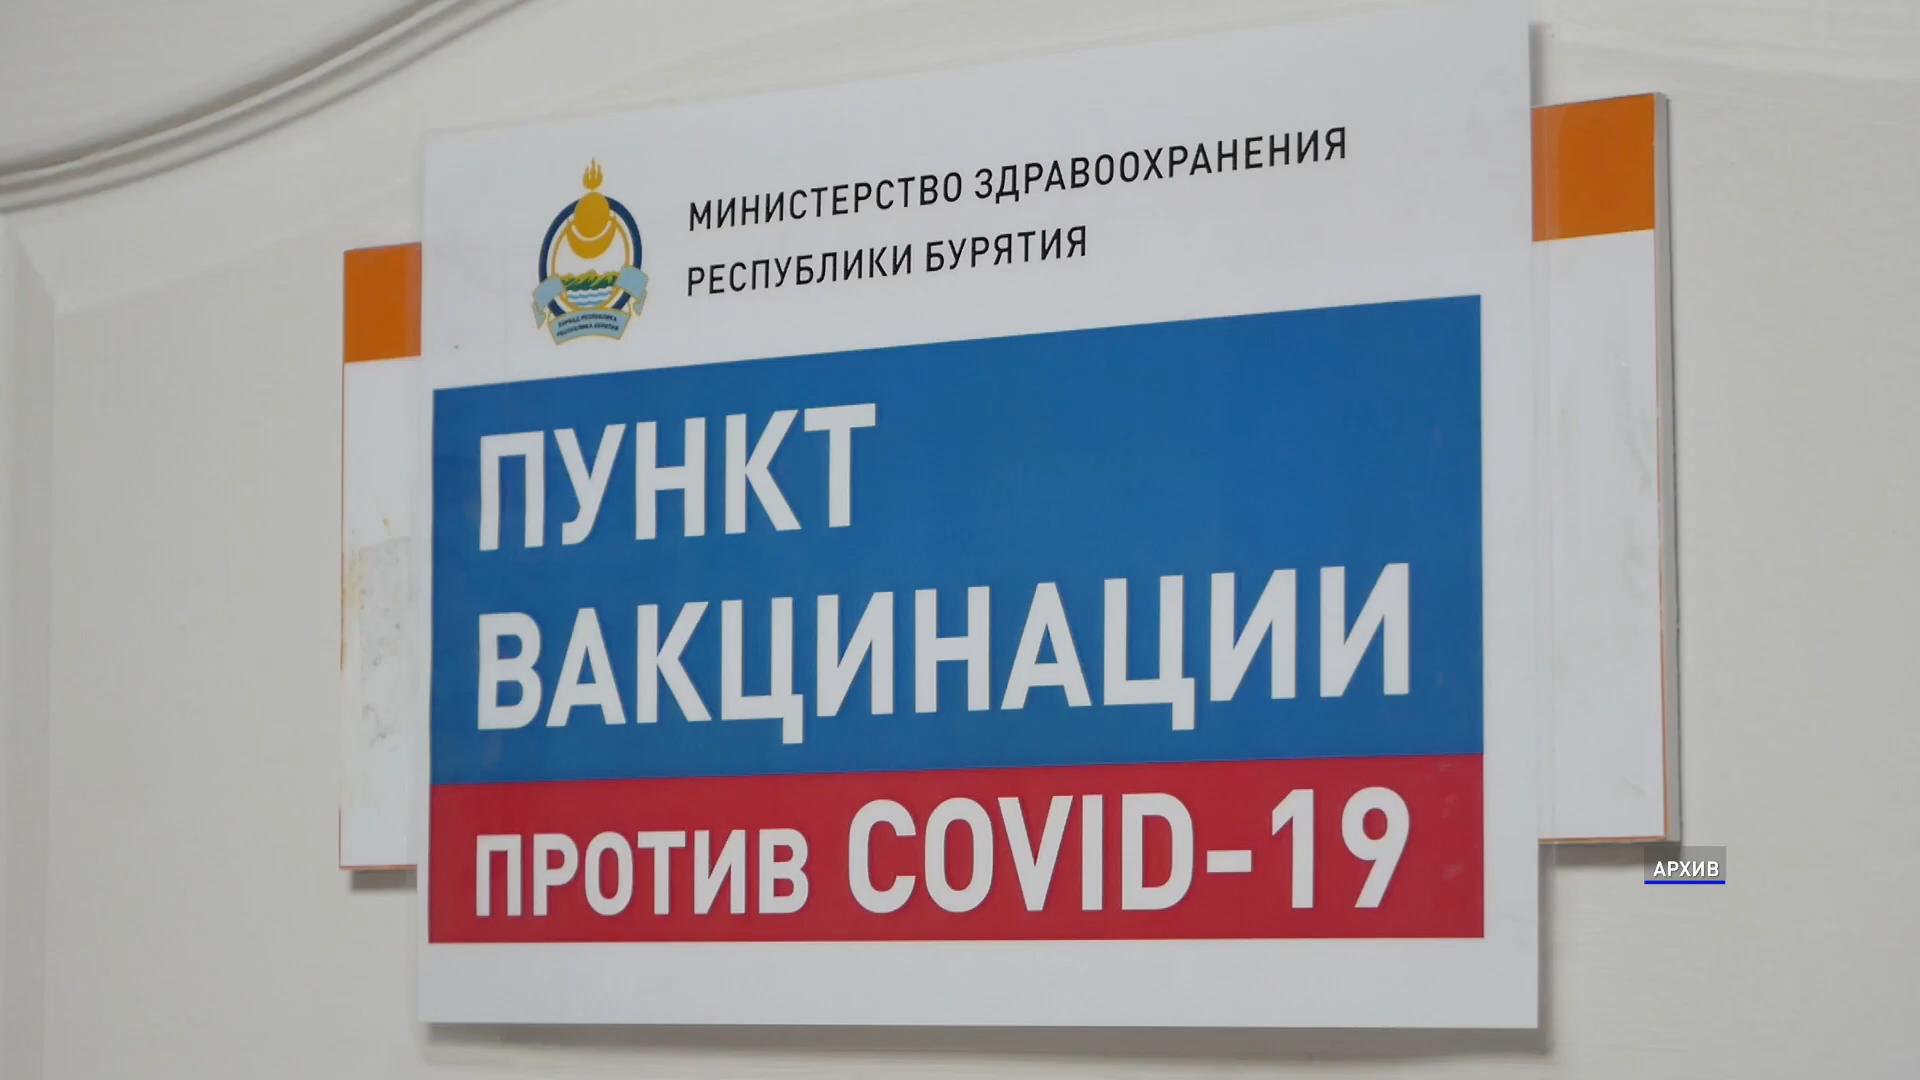 МИНИСТЕРСТВО ЗДРАВООХРАНЕНИЯ
РЕСПУБЛИКИ БУРЯТИЯ
ПУНКТ
ВАКЦИНАЦИИ
ПРОТИВ COVID-19
АРХИВ